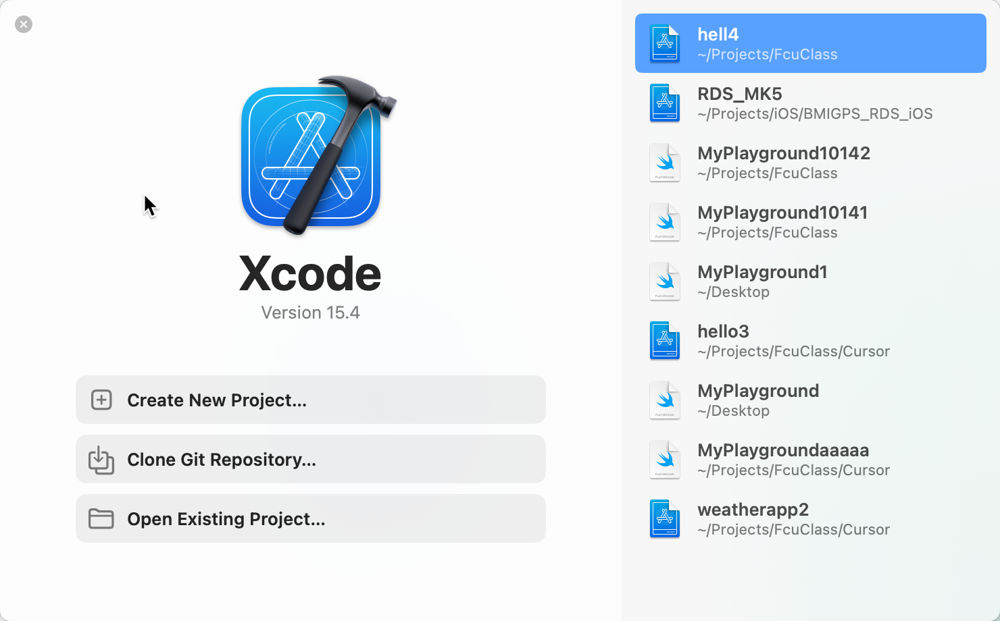 Xcode
Version 15.4
Create New Project...
Clone Git Repository...
Open Existing Project...
hell4
~/Projects/FcuClass
RDS_MK5
~/Projects/iOS/BMIGPS_RDS_iOS
MyPlayground10142
~/Projects/FcuClass
MyPlayground10141
~/Projects/FcuClass
MyPlayground1
~/Desktop
hello3
~/Projects/FcuClass/Cursor
MyPlayground
~/Desktop
MyPlaygroundaaaaa
~/Projects/FcuClass/Cursor
weatherapp2
~/Projects/FcuClass/Cursor